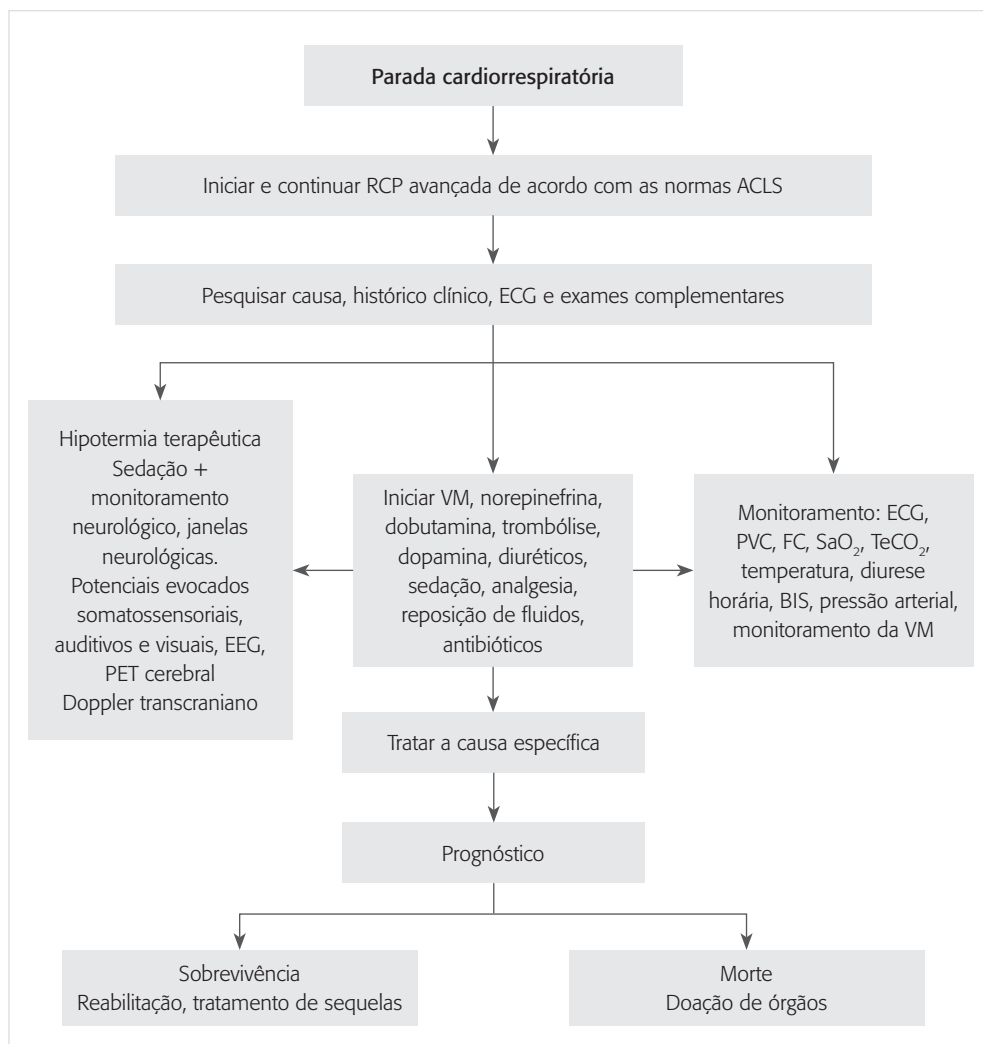 Parada cardiorrespiratória
Iniciar e continuar RCP avançada de acordo com as normas ACLS
Pesquisar causa, histórico clínico, ECG e exames complementares
Hipotermia terapêutica
Sedação +
monitoramento
neurológico, janelas
neurológicas.
Potenciais evocados
somatossensoriais,
auditivos e visuais, EEG,
PET cerebral
Doppler transcraniano
Iniciar VM, norepinefrina,
dobutamina, trombólise,
dopamina, diuréticos,
sedação, analgesia,
reposição de fluidos,
antibióticos
Monitoramento: ECG,
PVC, FC, SaO₂, TeCO₂,
temperatura, diurese
horária, BIS, pressão arterial,
monitoramento da VM
Tratar a causa específica
Prognóstico
Sobrevivência
Reabilitação, tratamento de sequelas
Morte
Doação de órgãos